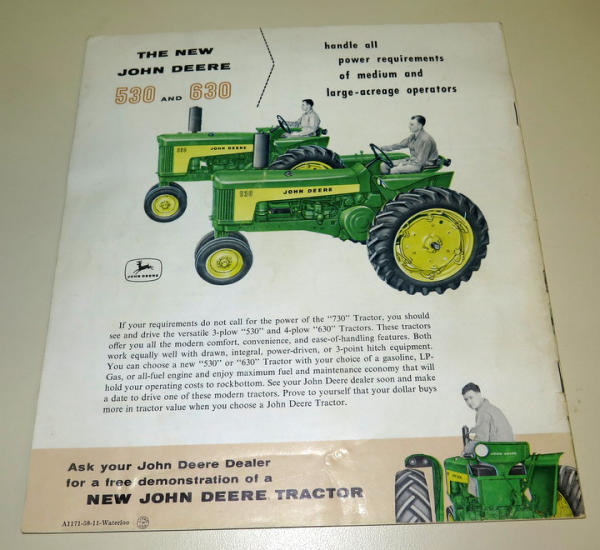 THE NEW
JOHN DEERE
530 AND 630
handle all
power requirements
of medium and
large-acreage operators
JOHN DEERE
JOHN DEERE
630
JOHN DEERE
If your requirements do not call for the power of the "730" Tractor, you should
see and drive the versatile 3-plow "530" and 4-plow "630" Tractors. These tractors
offer you all the modern comfort, convenience, and ease-of-handling features. Both
work equally well with drawn, integral, power-driven, or 3-point hitch equipment.
You can choose a new "530" or "630" Tractor with your choice of a gasoline, LP-
Gas, or all-fuel engine and enjoy maximum fuel and maintenance economy that will
hold your operating costs to rockbottom. See your John Deere dealer soon and make
a date to drive one of these modern tractors. Prove to yourself that your dollar buys
more in tractor value when you choose a John Deere Tractor.
JOHN DEERE
Ask your John Deere Dealer
for a free demonstration of a
NEW JOHN DEERE TRACTOR
A1171-58-11-Waterloo